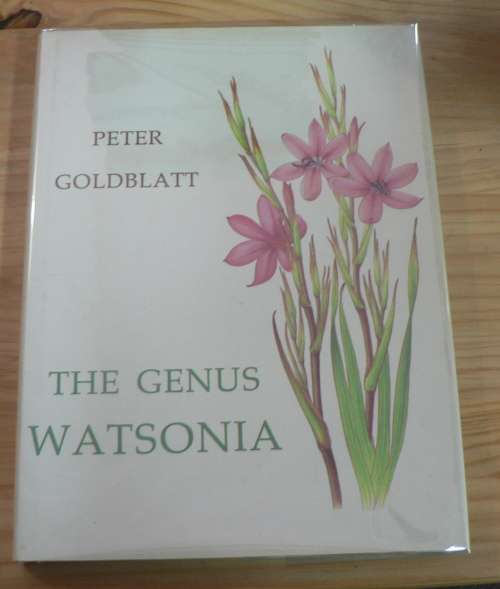 PETER
GOLDBLATT
THE GENUS
WATSONIA